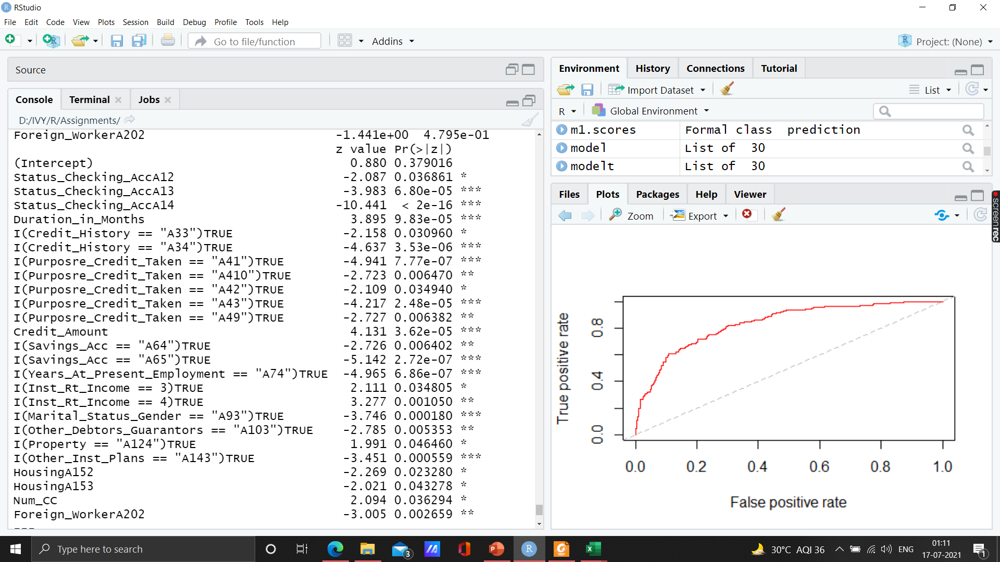 RStudio
File Edit Code View Plots Session Build Debug Profile Tools Help
Go to file/function
Addins
Project: (None)
Source
Console Terminal Jobs
D:/IVY/R/Assignments/
Foreign_WorkerA202 -1.441e+00 4.795e-01
z value Pr(>|z|)
(Intercept) 0.880 0.379016
Status_Checking_AccA12 -2.087 0.036861 *
Status_Checking_AccA13 -3.983 6.80e-05 ***
Status_Checking_AccA14 -10.441 < 2e-16 ***
Duration_in_Months 3.895 9.83e-05 ***
I(Credit_History == "A33")TRUE -2.158 0.030960 *
I(Credit_History == "A34")TRUE -4.637 3.53e-06 ***
I(Purposre_Credit_Taken == "A41")TRUE -4.941 7.77e-07 ***
I(Purposre_Credit_Taken == "A410")TRUE -2.723 0.006470 **
I(Purposre_Credit_Taken == "A42")TRUE -2.109 0.034940 *
I(Purposre_Credit_Taken == "A43")TRUE -4.217 2.48e-05 ***
I(Purposre_Credit_Taken == "A49")TRUE -2.727 0.006382 **
Credit_Amount 4.131 3.62e-05 ***
I(Savings_Acc == "A64")TRUE -2.726 0.006402 **
I(Savings_Acc == "A65")TRUE -5.142 2.72e-07 ***
I(Years_At_Present_Employment == "A74")TRUE -4.965 6.86e-07 ***
I(Inst_Rt_Income == 3)TRUE 2.111 0.034805 *
I(Inst_Rt_Income == 4)TRUE 3.277 0.001050 **
I(Marital_Status_Gender == "A93")TRUE -3.746 0.000180 ***
I(Other_Debtors_Guarantors == "A103")TRUE -2.785 0.005353 **
I(Property == "A124")TRUE 1.991 0.046460 *
I(Other_Inst_Plans == "A143")TRUE -3.451 0.000559 ***
HousingA152 -2.269 0.023280 *
HousingA153 -2.021 0.043278 *
Num_CC 2.094 0.036294 *
Foreign_WorkerA202 -3.005 0.002659 **
---
Environment History Connections Tutorial
Import Dataset
List
R Global Environment
m1.scores Formal class prediction
model List of 30
modelt List of 30
Files Plots Packages Help Viewer
Zoom Export
True positive rate
0.8
0.4
0.0
0.0 0.2 0.4 0.6 0.8 1.0
False positive rate
screenrec
Type here to search
3
30°C AQI 36
ENG
01:11
17-07-2021
1